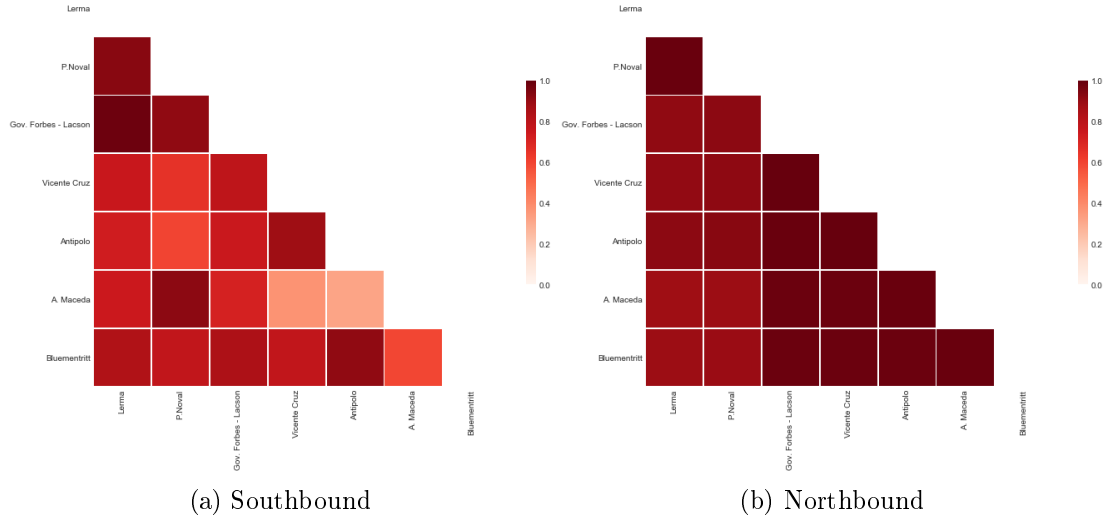 Lerma
P.Noval
Gov. Forbes - Lacson
Vicente Cruz
Antipolo
A. Maceda
Bluementritt
Lerma
P.Noval
Gov. Forbes - Lacson
Vicente Cruz
Antipolo
A. Maceda
Bluementritt
1.0
0.8
0.6
0.4
0.2
0.0
(a) Southbound
Lerma
P.Noval
Gov. Forbes - Lacson
Vicente Cruz
Antipolo
A. Maceda
Bluementritt
Lerma
P.Noval
Gov. Forbes - Lacson
Vicente Cruz
Antipolo
A. Maceda
Bluementritt
1.0
0.8
0.6
0.4
0.2
0.0
(b) Northbound